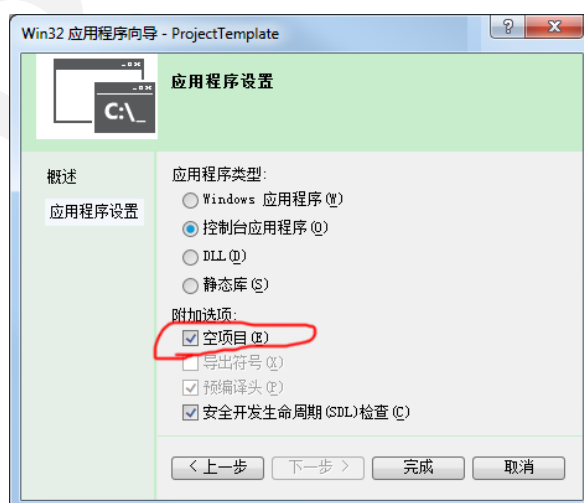 Win32 应用程序向导 - ProjectTemplate
C:\_
应用程序设置
概述
应用程序设置
应用程序类型:
Windows 应用程序(W)
控制台应用程序(O)
DLL(D)
静态库(S)
附加选项:
空项目(E)
导出符号(X)
预编译头(P)
安全开发生命周期(SDL)检查(C)
< 上一步
下一步 >
完成
取消